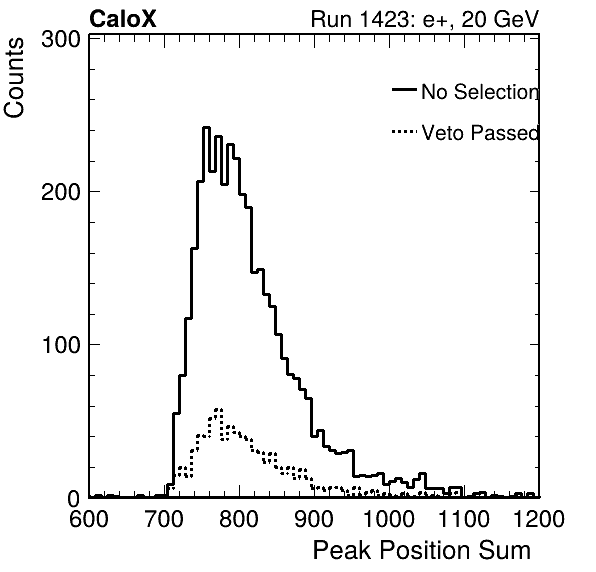 CaloX Run 1423: e+, 20 GeV
Counts
300
No Selection
Veto Passed
200
100
0
600 700 800 900 1000 1100 1200
Peak Position Sum